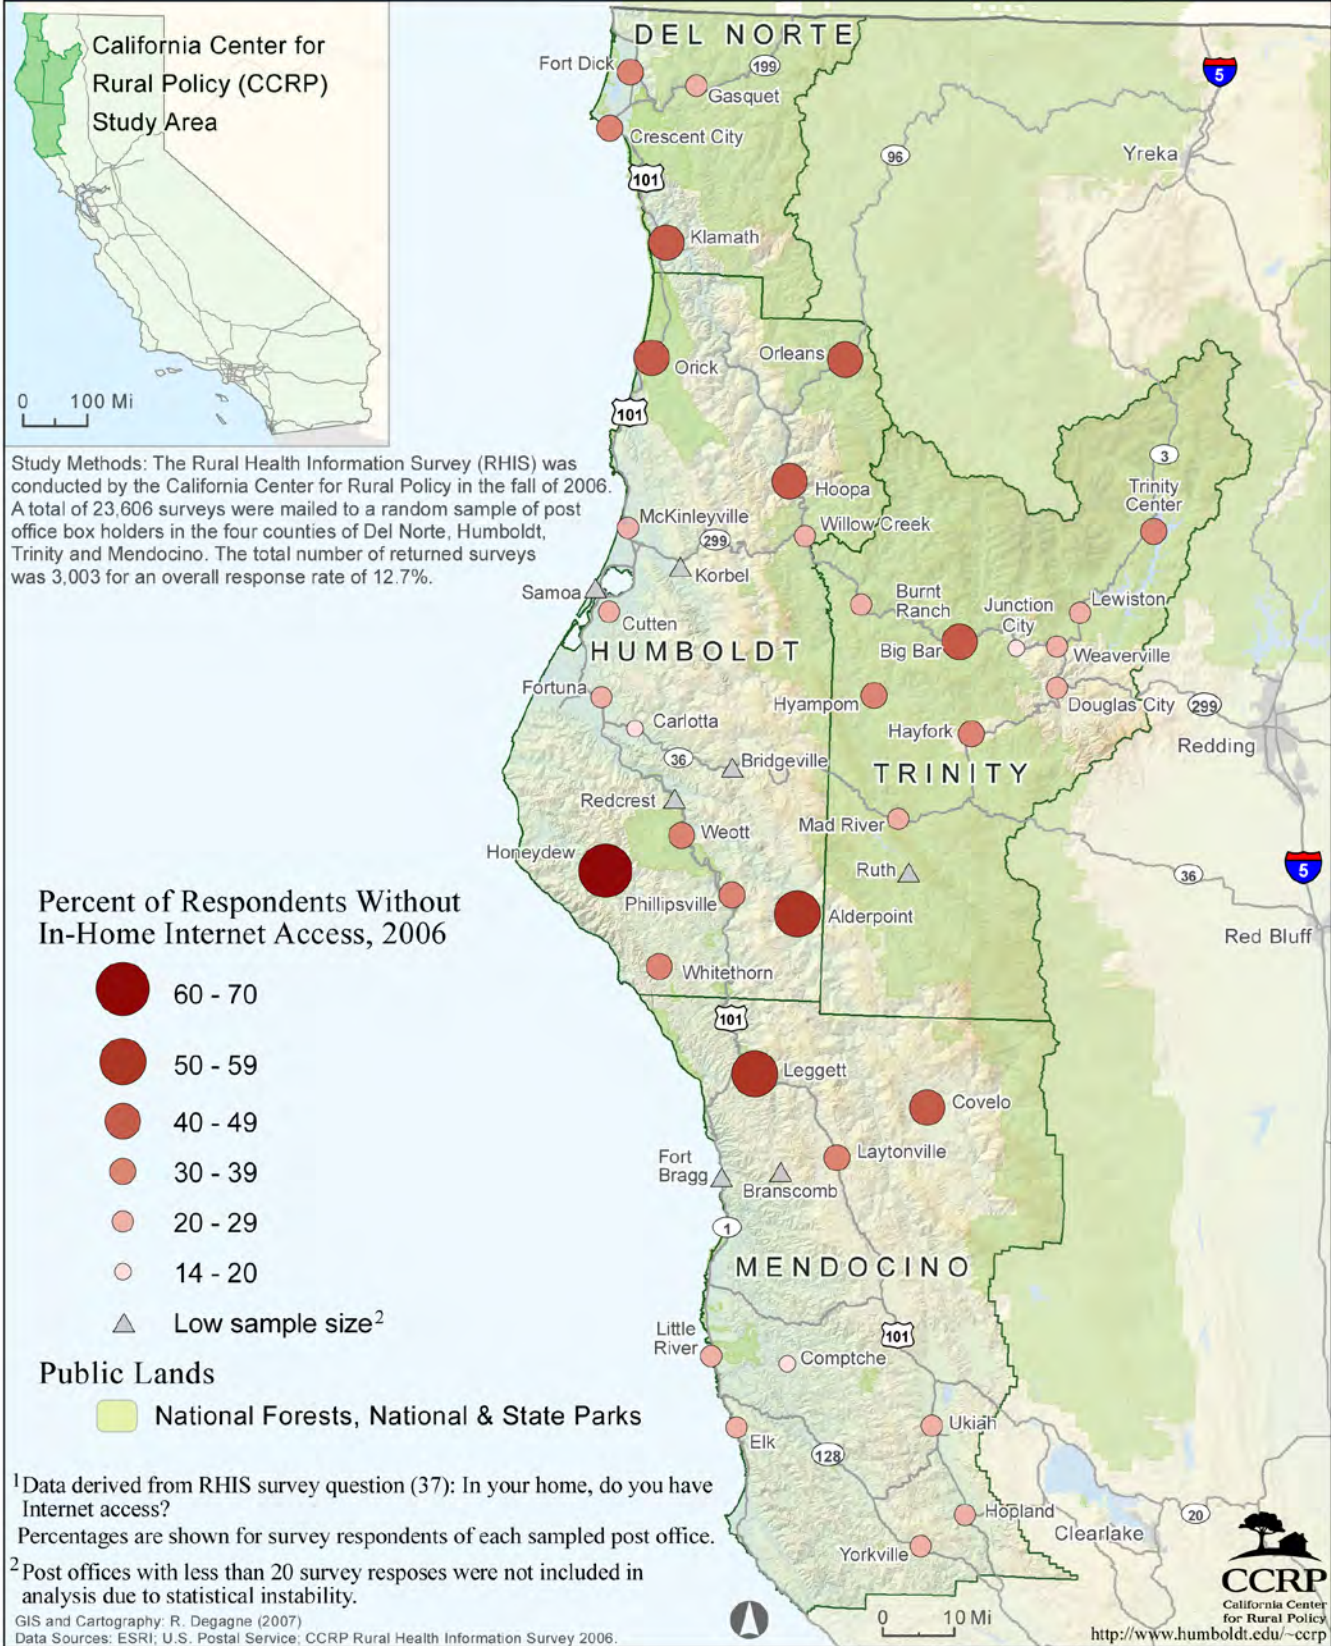 California Center for
Rural Policy (CCRP)
Study Area
0 100 Mi
Study Methods: The Rural Health Information Survey (RHIS) was
conducted by the California Center for Rural Policy in the fall of 2006.
A total of 23,606 surveys were mailed to a random sample of post
office box holders in the four counties of Del Norte, Humboldt,
Trinity and Mendocino. The total number of returned surveys
was 3,003 for an overall response rate of 12.7%.
DEL NORTE
Fort Dick
199
Gasquet
5
Crescent City
96
Yreka
101
Klamath
Orick
Orleans
101
3
Trinity
Center
Hoopa
McKinleyville
Willow Creek
299
Korbel
Samoa
Cutten
Burnt
Ranch
Junction
City
Lewiston
HUMBOLDT
Big Bar
Weaverville
Fortuna
Hyampom
Douglas City
299
Carlotta
Hayfork
Redding
36
Bridgeville
TRINITY
Redcrest
Weott
Mad River
Honeydew
Ruth
36
5
Phillipsville
Alderpoint
Red Bluff
Whitethorn
101
Leggett
Covelo
Fort
Bragg
Laytonville
Branscomb
1
MENDOCINO
Little
River
101
Comptche
Elk
Ukiah
128
Hopland
Clearlake
20
Yorkville
Percent of Respondents Without
In-Home Internet Access, 2006
60 - 70
50 - 59
40 - 49
30 - 39
20 - 29
14 - 20
Low sample size2
Public Lands
National Forests, National & State Parks
1Data derived from RHIS survey question (37): In your home, do you have
Internet access?
Percentages are shown for survey respondents of each sampled post office.
2Post offices with less than 20 survey resposes were not included in
analysis due to statistical instability.
GIS and Cartography: R. Degagne (2007)
Data Sources: ESRI; U.S. Postal Service; CCRP Rural Health Information Survey 2006.
0 10 Mi
CCRP
California Center
for Rural Policy
http://www.humboldt.edu/~ccrp